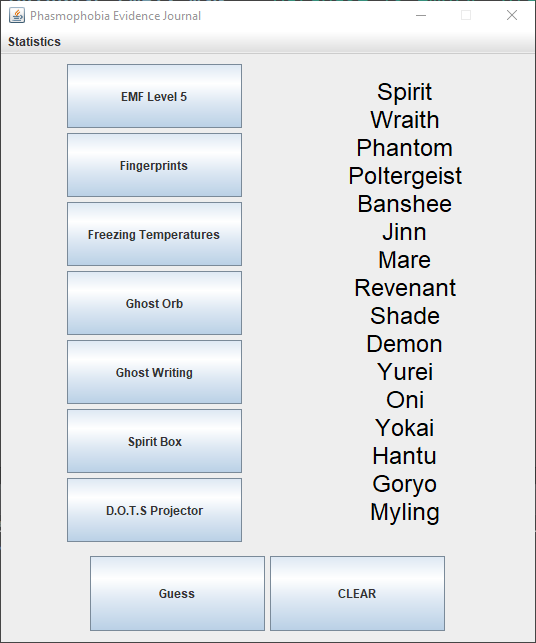 Phasmophobia Evidence Journal
Statistics
EMF Level 5
Fingerprints
Freezing Temperatures
Ghost Orb
Ghost Writing
Spirit Box
D.O.T.S Projector
Spirit
Wraith
Phantom
Poltergeist
Banshee
Jinn
Mare
Revenant
Shade
Demon
Yurei
Oni
Yokai
Hantu
Goryo
Myling
Guess
CLEAR